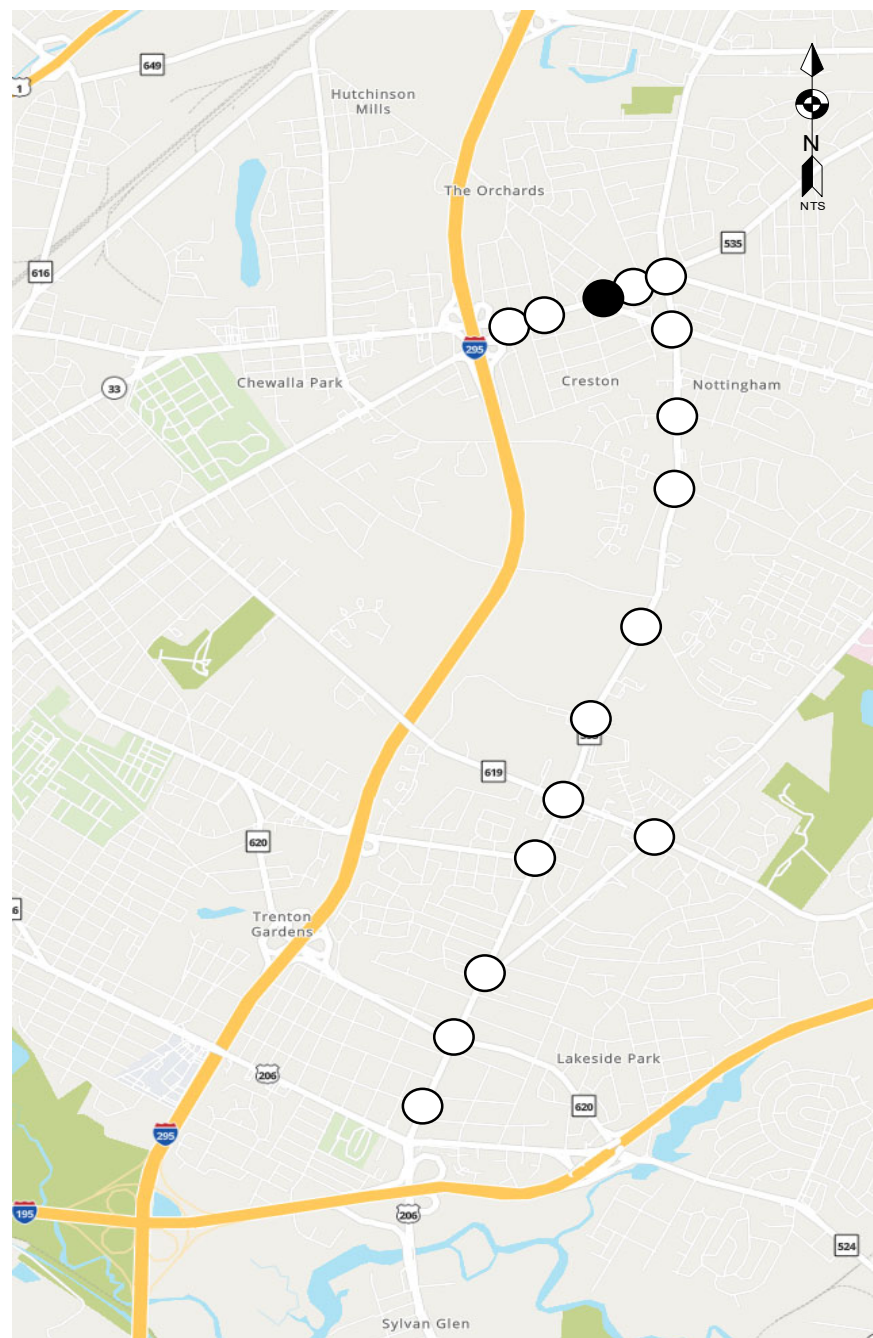 649
1
Hutchinson
Mills
N
NTS
The Orchards
535
616
295
Chewalla Park
33
Creston
Nottingham
619
620
6
Trenton
Gardens
Lakeside Park
206
620
295
195
206
524
Sylvan Glen